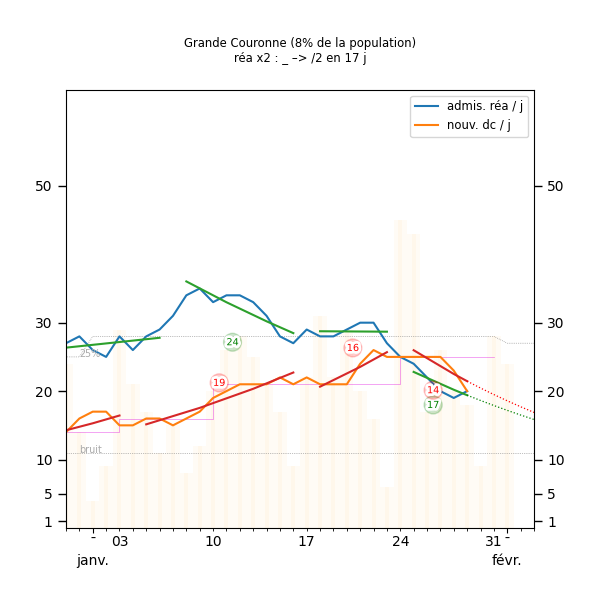 Grande Couronne (8% de la population)
réa x2 : _ –> /2 en 17 j
admis. réa / j
nouv. dc / j
50 50
30 30
24
16
25%
19
20 20
14
17
bruit
10 10
5 5
1 1
- 03 10 17 24 31 -
janv. févr.